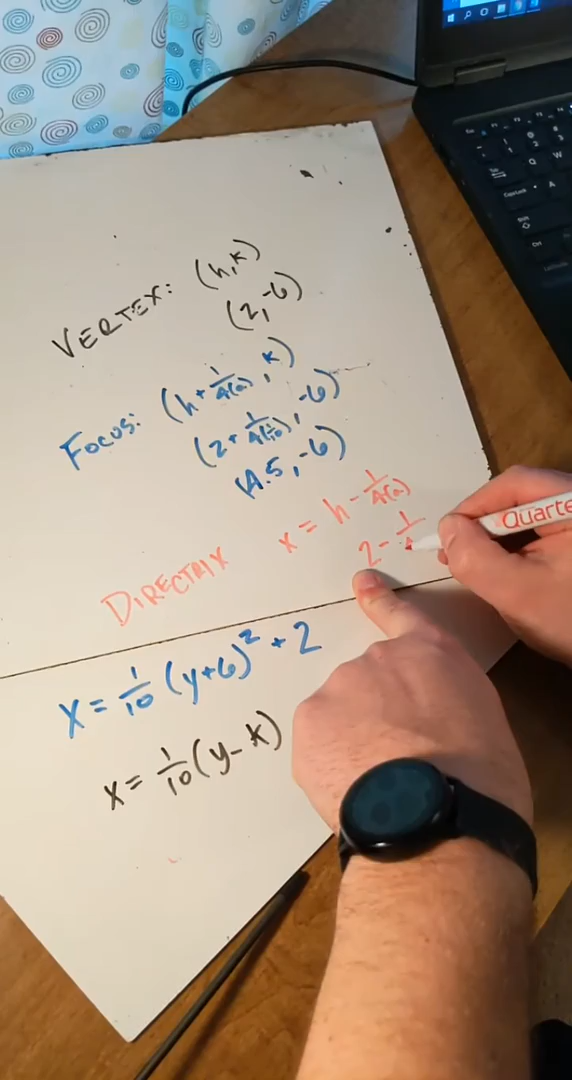 VERTEX: (h,k)
(2,-6)
FOCUS: (h+1/4(a), k)
(2+1/4(1/10), -6)
(4.5,-6)
DIRECTRIX x = h - 1/4(a)
2 - 1/4
x = 1/10 (y+6)² + 2
x = 1/10 (y-k)
Quarte